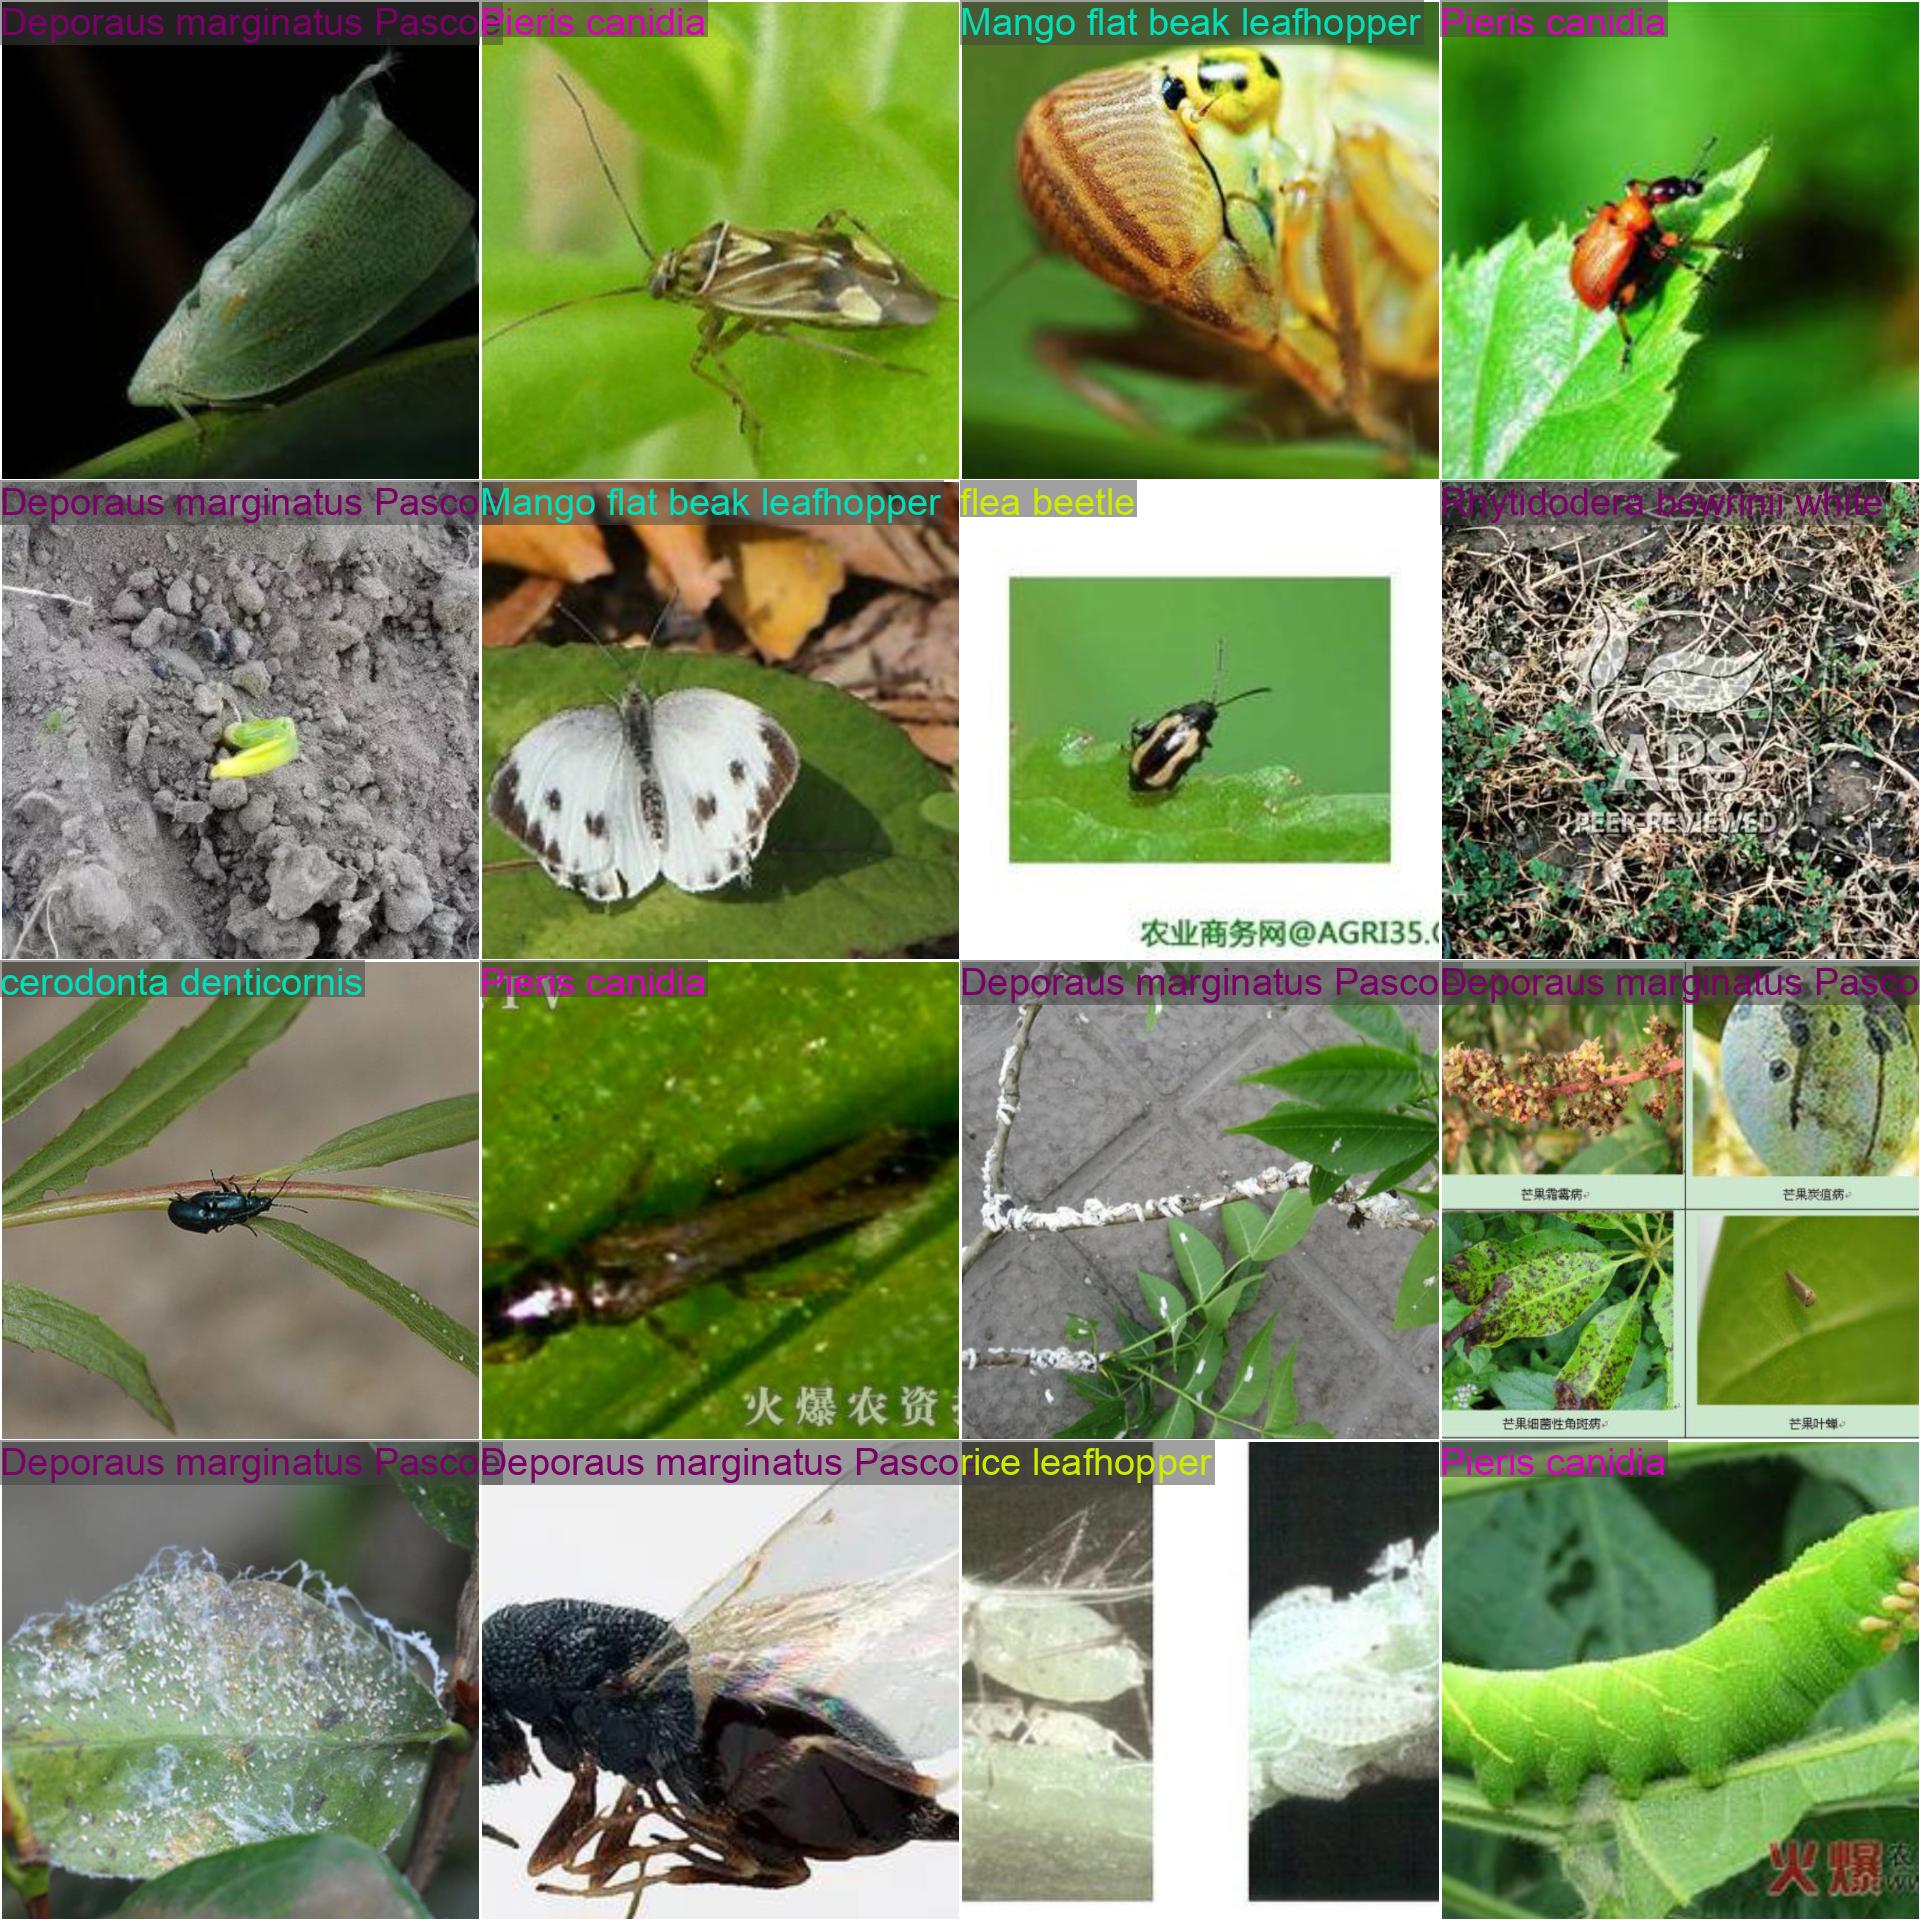 Deporaus marginatus Pascoe
Pieris canidia
Mango flat beak leafhopper
Pieris canidia
Deporaus marginatus Pasco
Mango flat beak leafhopper
flea beetle
Rhytidodera bowrinii white
农业商务网@AGRI35.
APS
PEER-REVIEWED
cerodonta denticornis
Pieris canidia
Deporaus marginatus Pascoe
Deporaus marginatus Pasco
芒果霜霉病
芒果炭疽病
火爆农资
芒果细菌性角斑病
芒果叶蝉
Deporaus marginatus Pascoe
Deporaus marginatus Pasco
rice leafhopper
Pieris canidia
火爆农